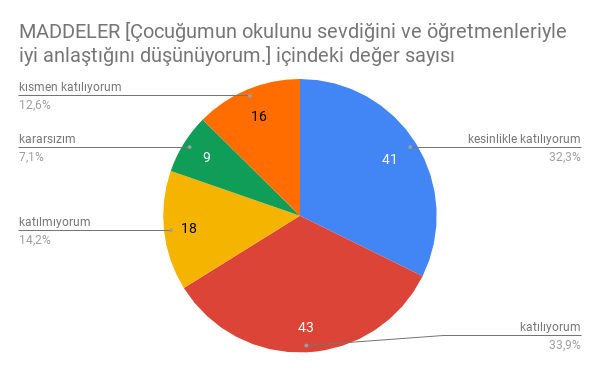 MADDELER [Çocuğumun okulunu sevdiğini ve öğretmenleriyle
iyi anlaştığını düşünüyorum.] içindeki değer sayısı
kısmen katılıyorum
12,6%
kararsızım
7,1%
katılmıyorum
14,2%
16
9
18
41
43
kesinlikle katılıyorum
32,3%
katılıyorum
33,9%